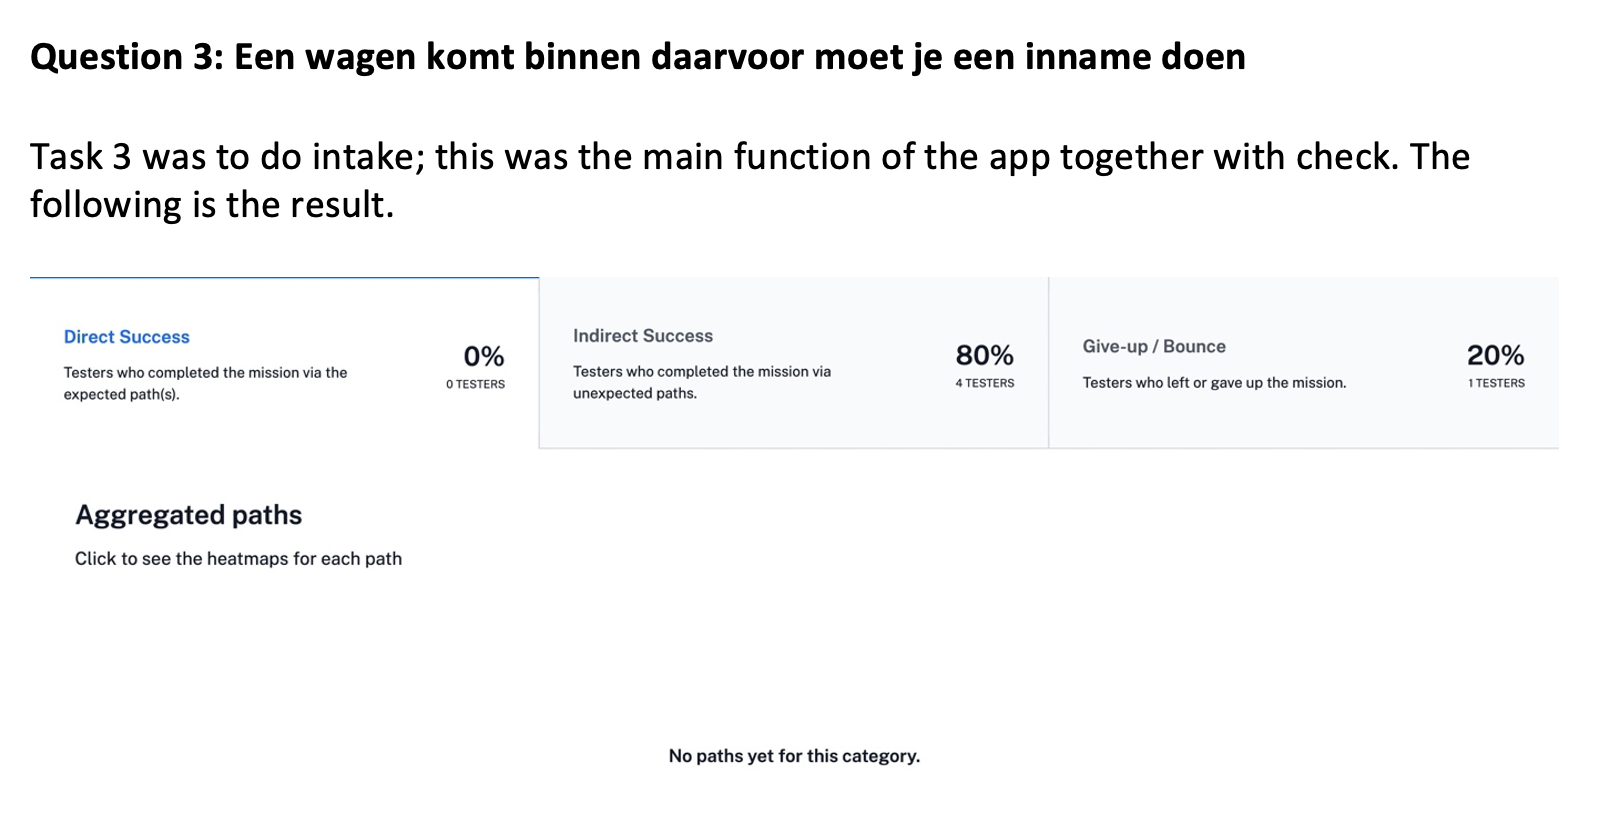 Question 3: Een wagen komt binnen daarvoor moet je een inname doen
Task 3 was to do intake; this was the main function of the app together with check. The
following is the result.
Direct Success
Testers who completed the mission via the
expected path(s).
0%
0 TESTERS
Indirect Success
Testers who completed the mission via
unexpected paths.
80%
4 TESTERS
Give-up / Bounce
Testers who left or gave up the mission.
20%
1 TESTERS
Aggregated paths
Click to see the heatmaps for each path
No paths yet for this category.